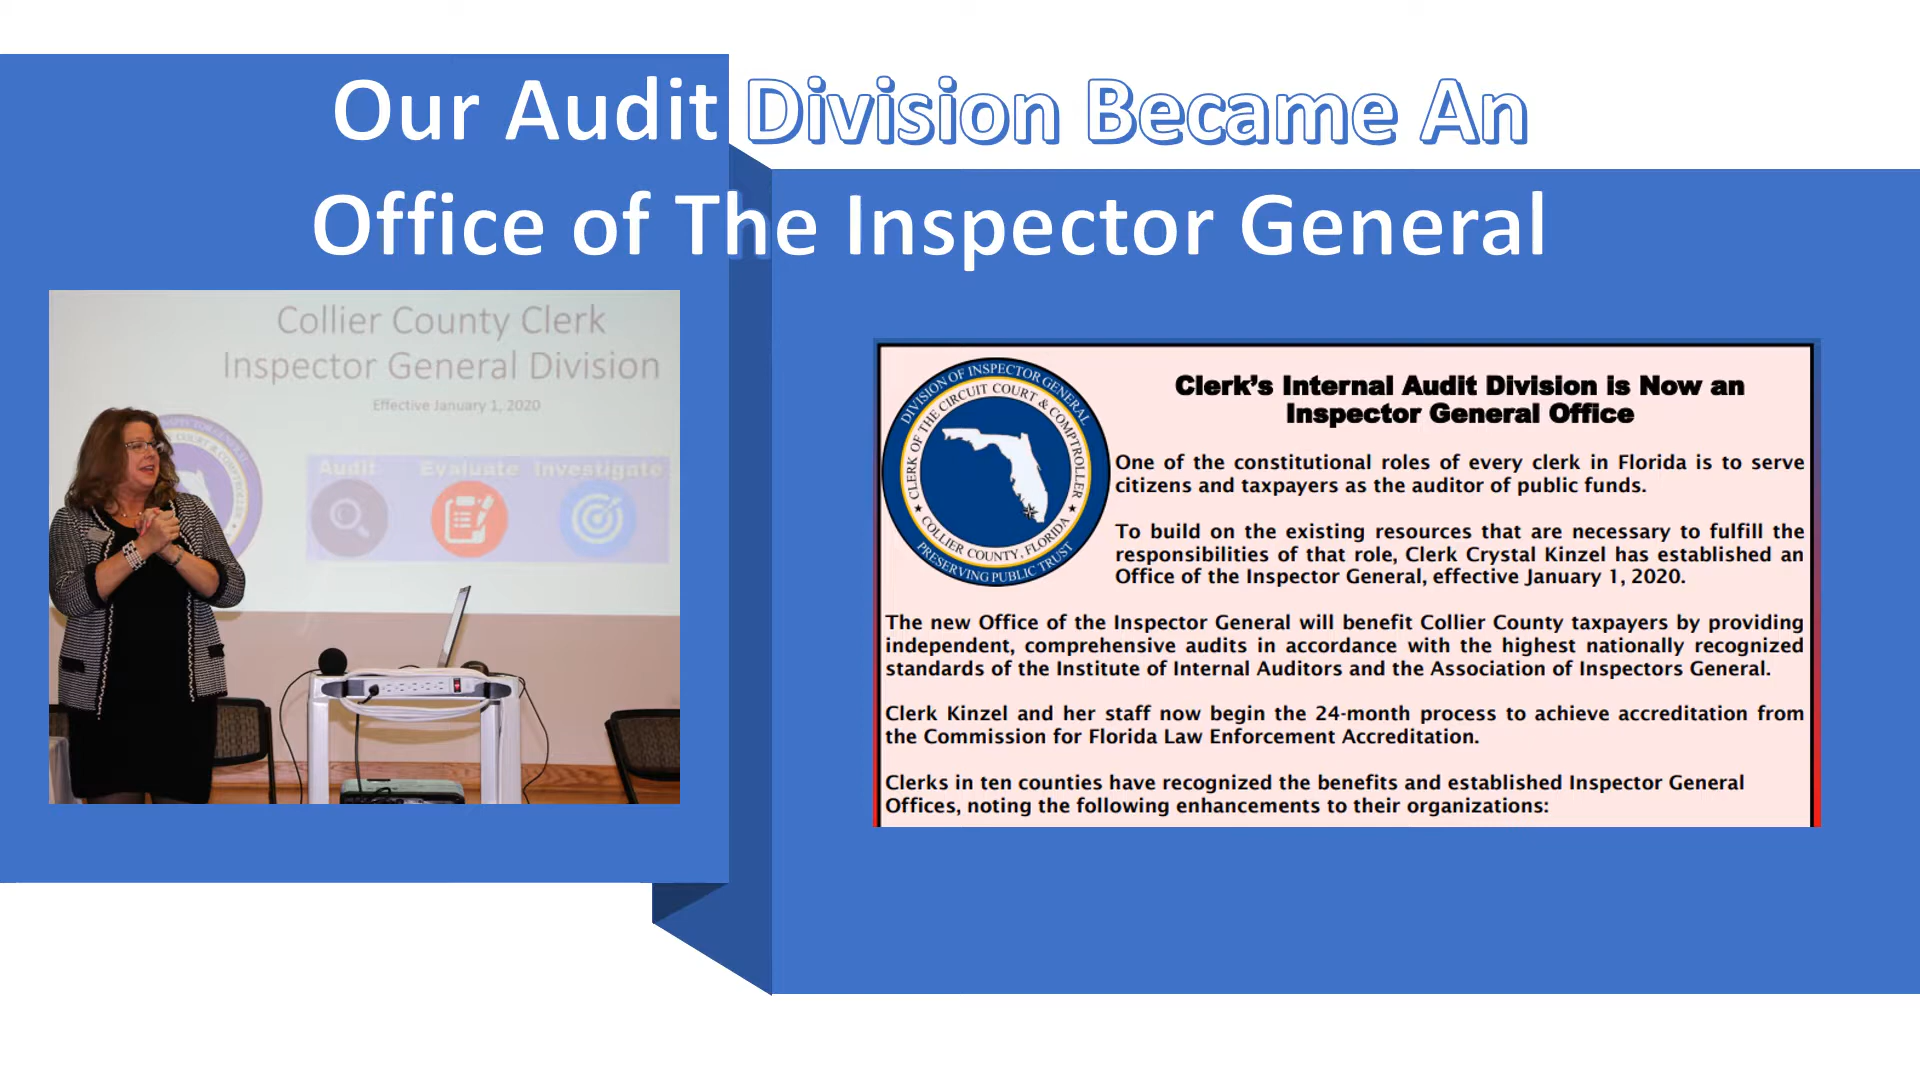 Our Audit Division Became An
Office of The Inspector General
Collier County Clerk
Inspector General Division
Effective January 1, 2020
Audit Evaluate Investigate
DIVISION OF INSPECTOR GENERAL
CLERK OF THE CIRCUIT COURT & COMPTROLLER
COLLIER COUNTY, FLORIDA
PRESERVING PUBLIC TRUST
Clerk's Internal Audit Division is Now an
Inspector General Office
One of the constitutional roles of every clerk in Florida is to serve
citizens and taxpayers as the auditor of public funds.
To build on the existing resources that are necessary to fulfill the
responsibilities of that role, Clerk Crystal Kinzel has established an
Office of the Inspector General, effective January 1, 2020.
The new Office of the Inspector General will benefit Collier County taxpayers by providing
independent, comprehensive audits in accordance with the highest nationally recognized
standards of the Institute of Internal Auditors and the Association of Inspectors General.
Clerk Kinzel and her staff now begin the 24-month process to achieve accreditation from
the Commission for Florida Law Enforcement Accreditation.
Clerks in ten counties have recognized the benefits and established Inspector General
Offices, noting the following enhancements to their organizations: